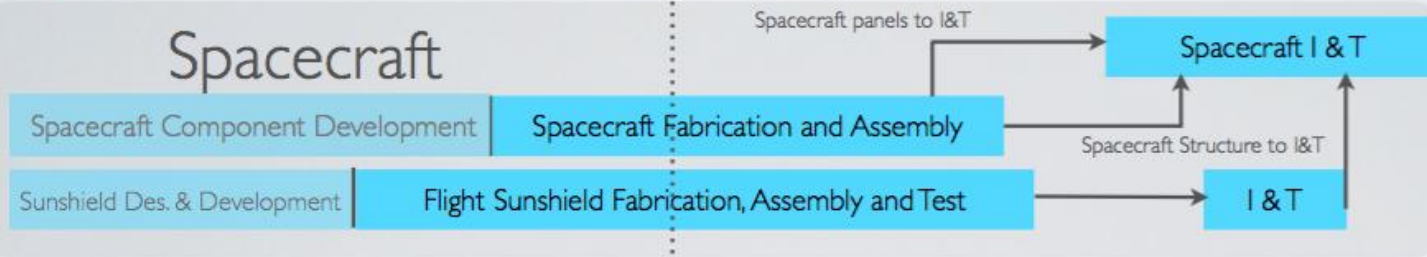 Spacecraft panels to I&T
Spacecraft
Spacecraft I & T
Spacecraft Component Development
Spacecraft Fabrication and Assembly
Spacecraft Structure to I&T
Sunshield Des. & Development
Flight Sunshield Fabrication, Assembly and Test
I & T